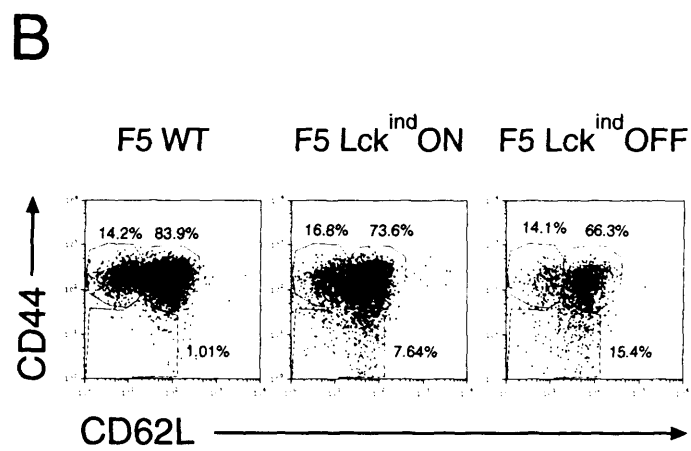 B
F5 WT
F5 Lck^ind ON
F5 Lck^ind OFF
14.2% 83.9%
16.8% 73.6%
14.1% 66.3%
1.01%
7.64%
15.4%
CD44
CD62L